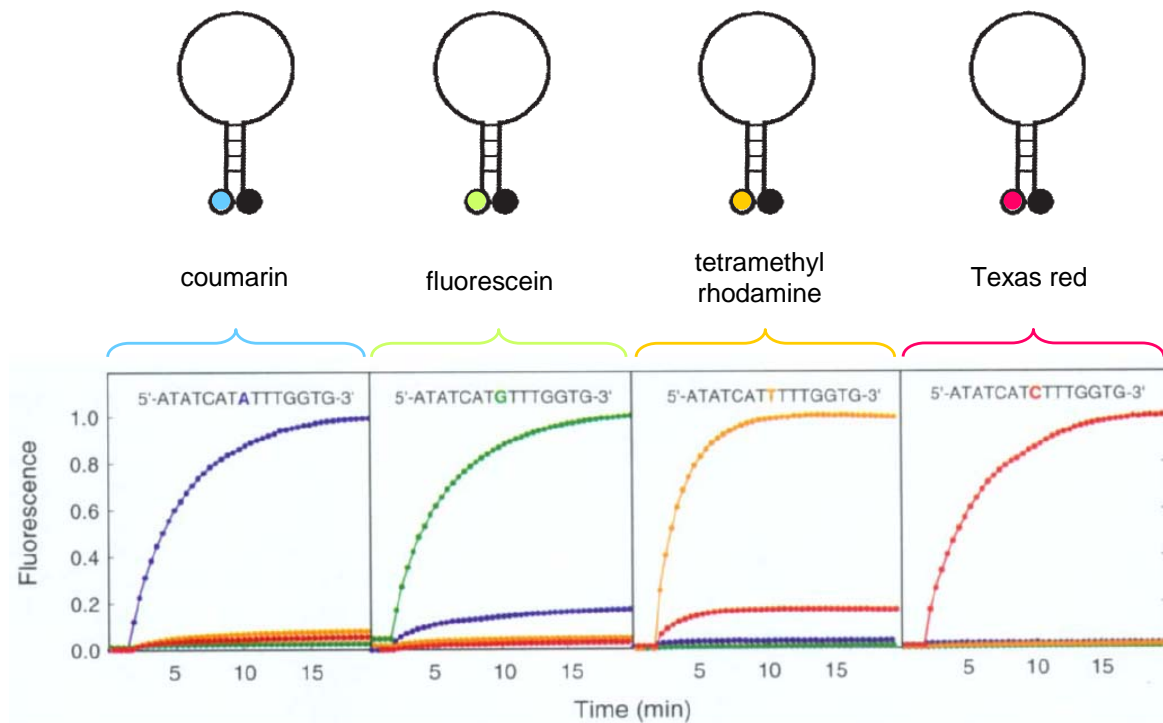 coumarin
fluorescein
tetramethyl
rhodamine
Texas red
5'-ATATCATATTTGGTG-3'
5'-ATATCATGTTTGGTG-3'
5'-ATATCATTTTTGGTG-3'
5'-ATATCATCTTTGGTG-3'
Fluorescence
1.0
0.8
0.6
0.4
0.2
0.0
5 10 15
5 10 15
5 10 15
5 10 15
Time (min)